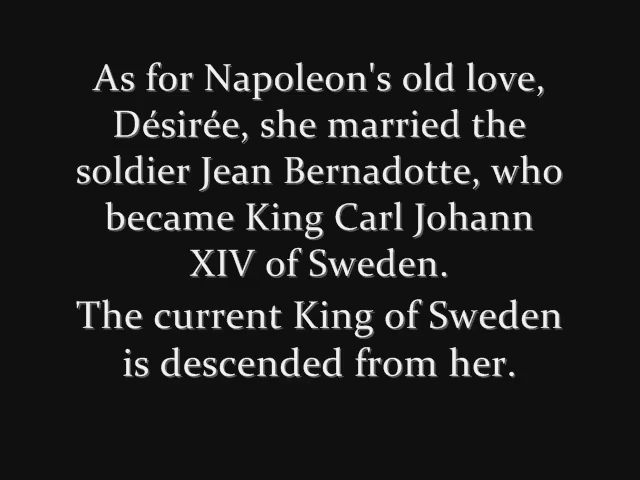 As for Napoleon's old love,
Désirée, she married the
soldier Jean Bernadotte, who
became King Carl Johann
XIV of Sweden.
The current King of Sweden
is descended from her.